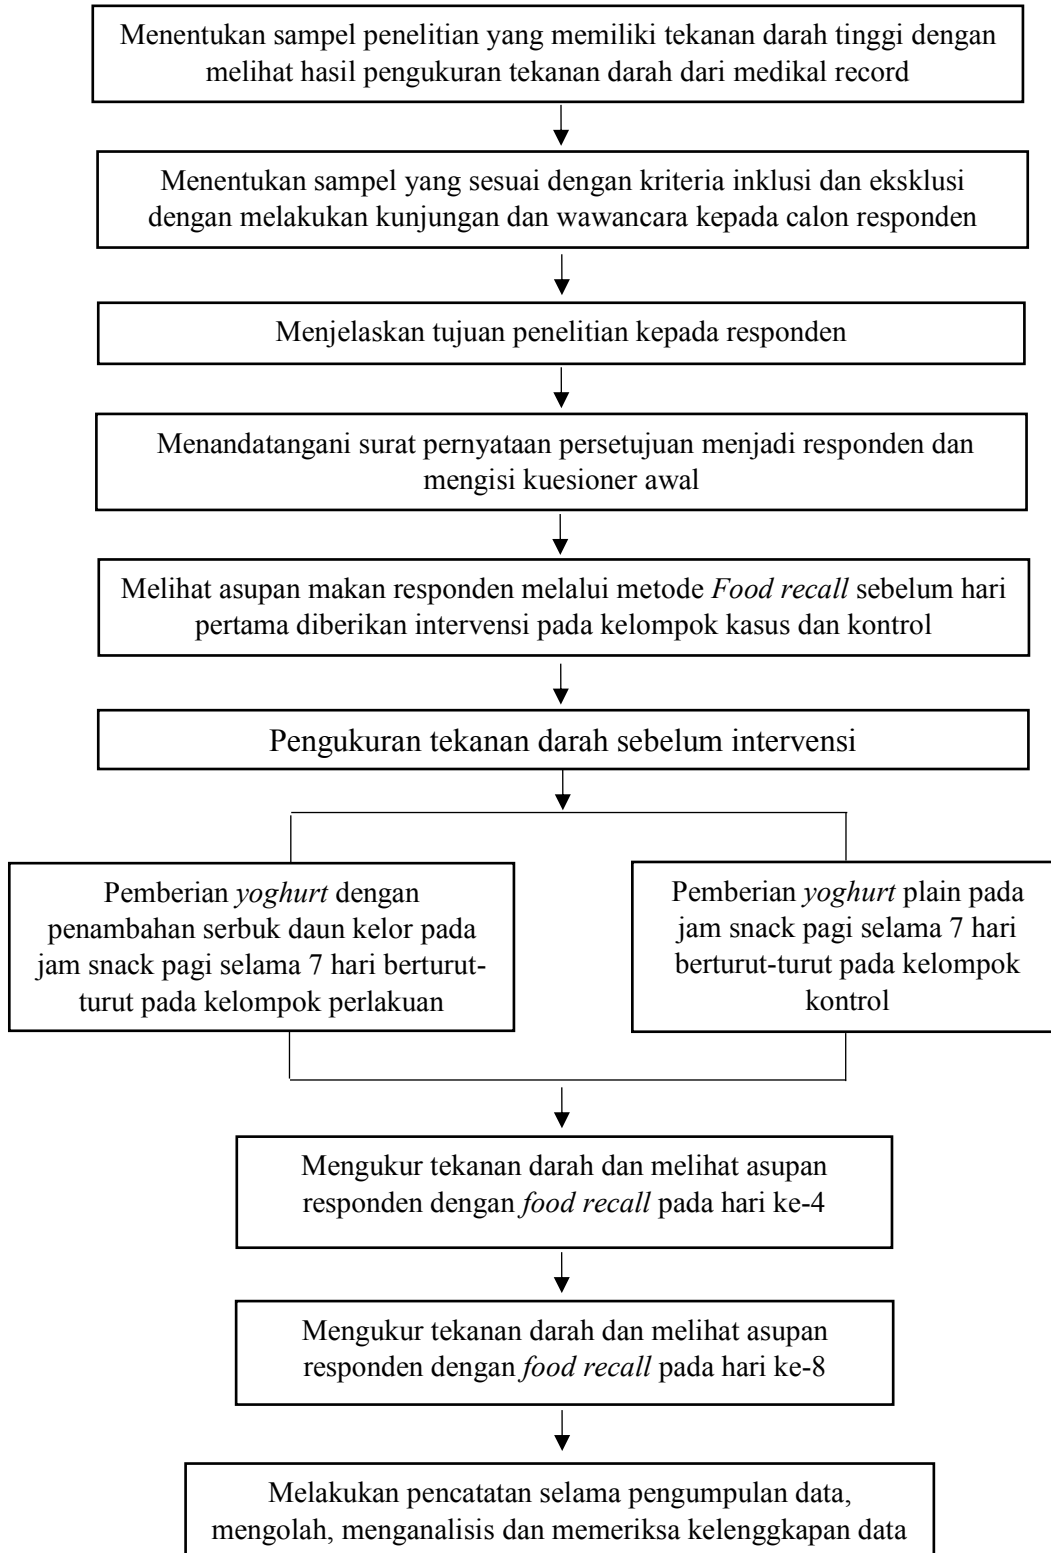 Menentukan sampel penelitian yang memiliki tekanan darah tinggi dengan
melihat hasil pengukuran tekanan darah dari medikal record
Menentukan sampel yang sesuai dengan kriteria inklusi dan eksklusi
dengan melakukan kunjungan dan wawancara kepada calon responden
Menjelaskan tujuan penelitian kepada responden
Menandatangani surat pernyataan persetujuan menjadi responden dan
mengisi kuesioner awal
Melihat asupan makan responden melalui metode Food recall sebelum hari
pertama diberikan intervensi pada kelompok kasus dan kontrol
Pengukuran tekanan darah sebelum intervensi
Pemberian yoghurt dengan
penambahan serbuk daun kelor pada
jam snack pagi selama 7 hari berturut-
turut pada kelompok perlakuan
Pemberian yoghurt plain pada
jam snack pagi selama 7 hari
berturut-turut pada kelompok
kontrol
Mengukur tekanan darah dan melihat asupan
responden dengan food recall pada hari ke-4
Mengukur tekanan darah dan melihat asupan
responden dengan food recall pada hari ke-8
Melakukan pencatatan selama pengumpulan data,
mengolah, menganalisis dan memeriksa kelenggkapan data